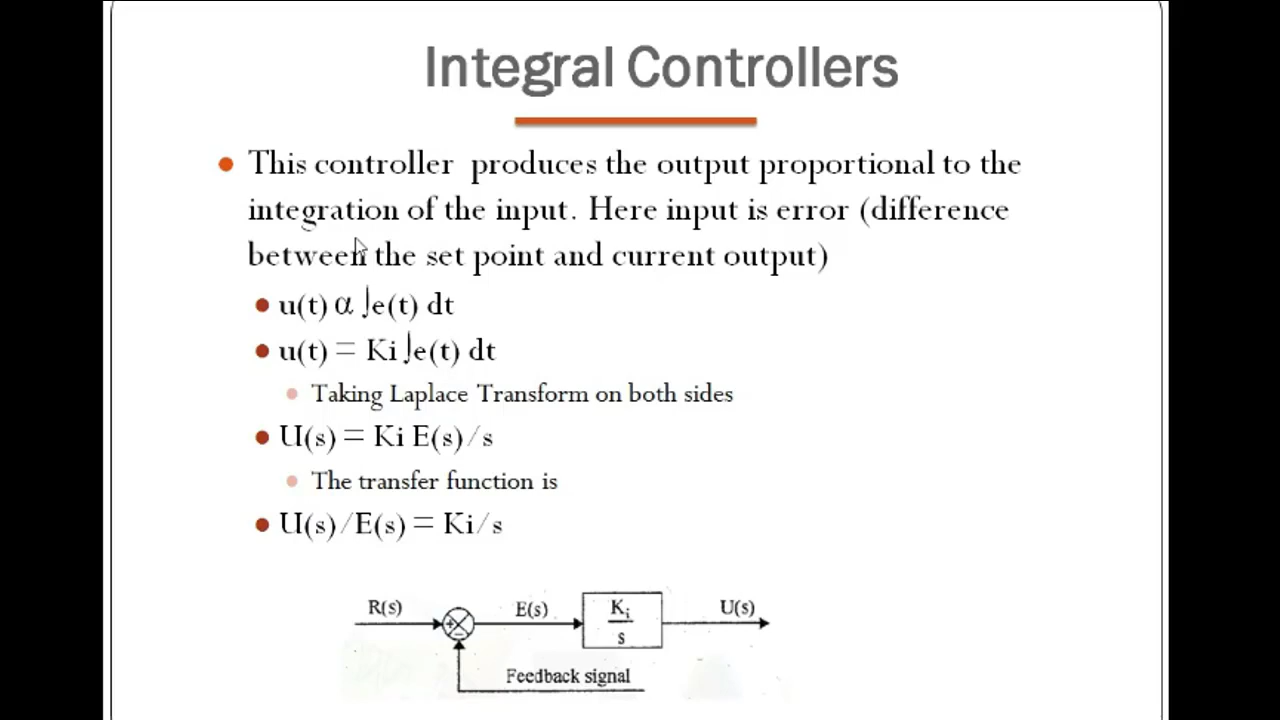 Integral Controllers
This controller produces the output proportional to the
integration of the input. Here input is error (difference
between the set point and current output)
u(t) α ∫e(t) dt
u(t) = Ki ∫e(t) dt
Taking Laplace Transform on both sides
U(s) = Ki E(s)/s
The transfer function is
U(s)/E(s) = Ki/s
R(s) E(s) Ki U(s)
+ s
−
Feedback signal